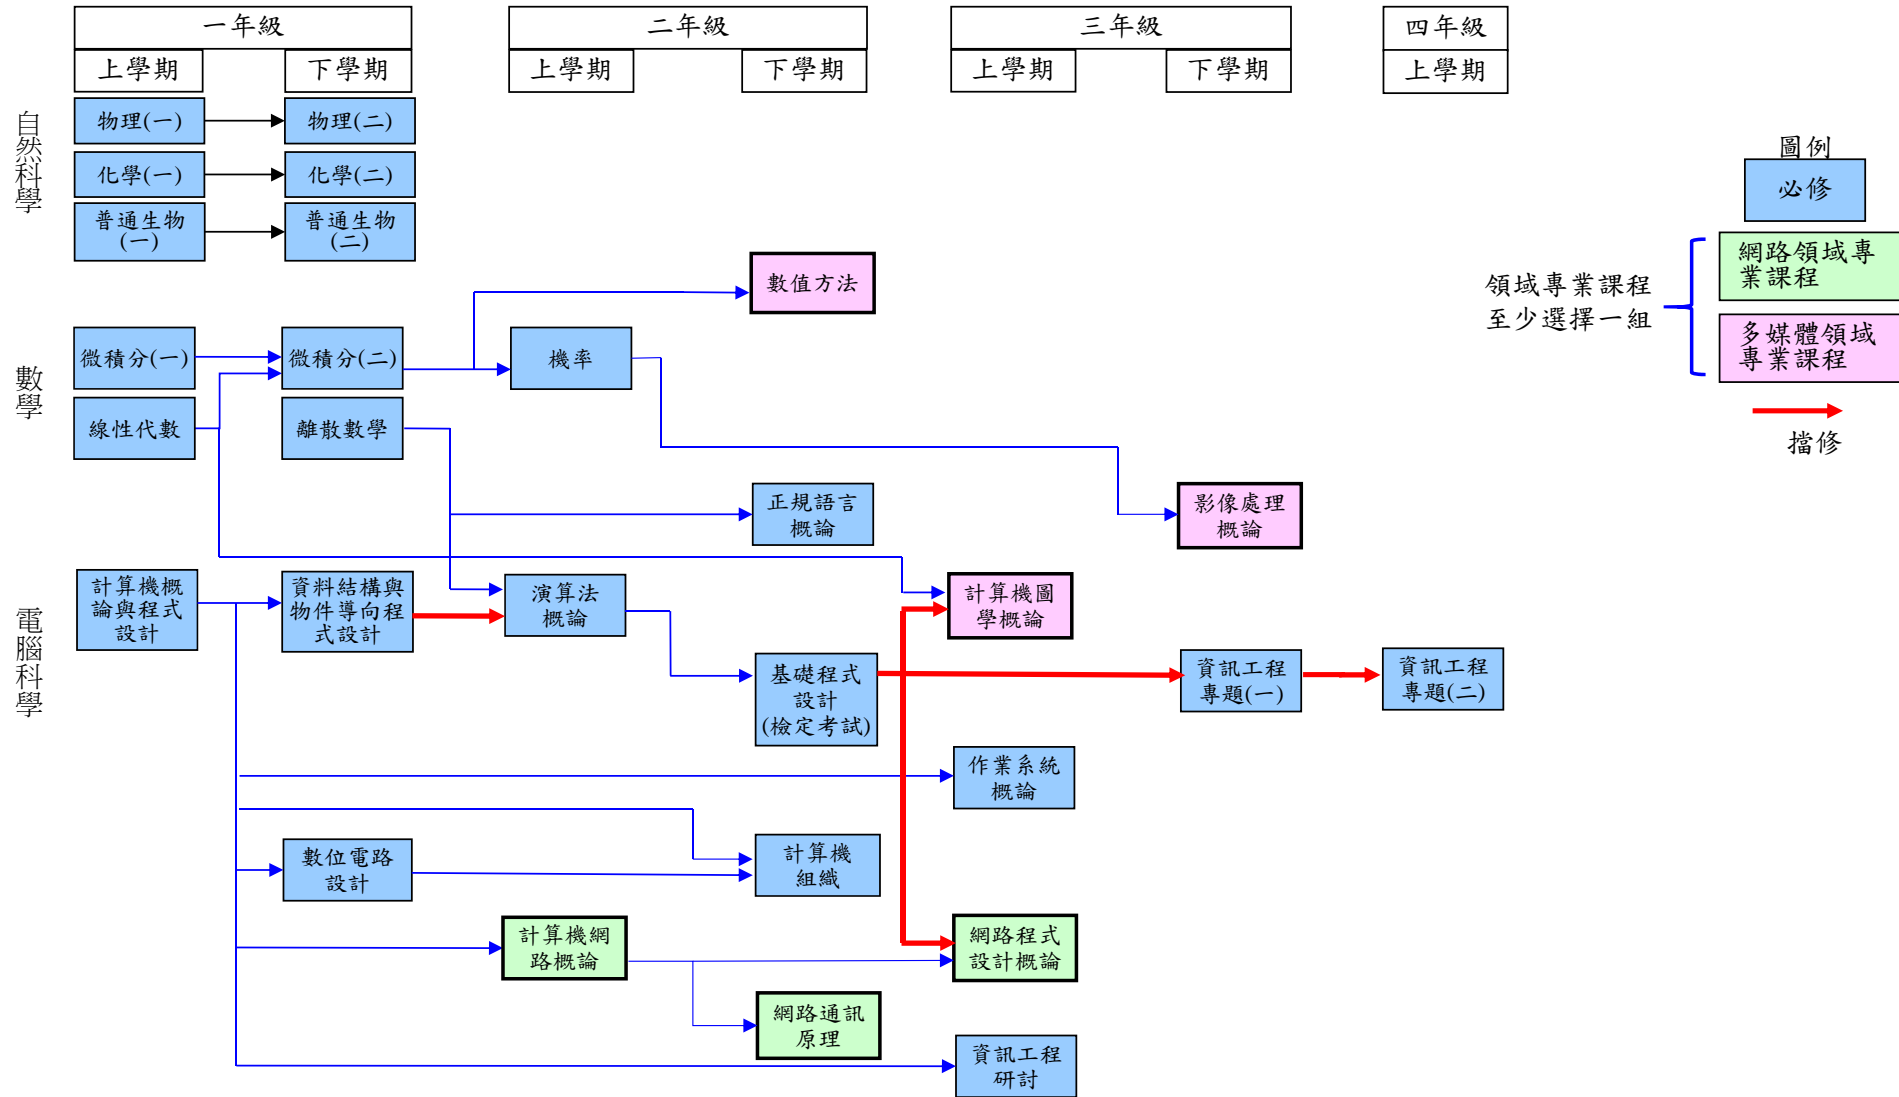 一年級
二年級
三年級
四年級
上學期
下學期
上學期
下學期
上學期
下學期
上學期
自然科學
物理(一)
物理(二)
化學(一)
化學(二)
普通生物
(一)
普通生物
(二)
圖例
必修
領域專業課程
至少選擇一組
網路領域專
業課程
多媒體領域
專業課程
擋修
數學
數值方法
微積分(一)
微積分(二)
機率
線性代數
離散數學
正規語言
概論
影像處理
概論
電腦科學
計算機概
論與程式
設計
資料結構與
物件導向程
式設計
演算法
概論
計算機圖
學概論
基礎程式
設計
(檢定考試)
資訊工程
專題(一)
資訊工程
專題(二)
作業系統
概論
數位電路
設計
計算機
組織
計算機網
路概論
網路程式
設計概論
網路通訊
原理
資訊工程
研討